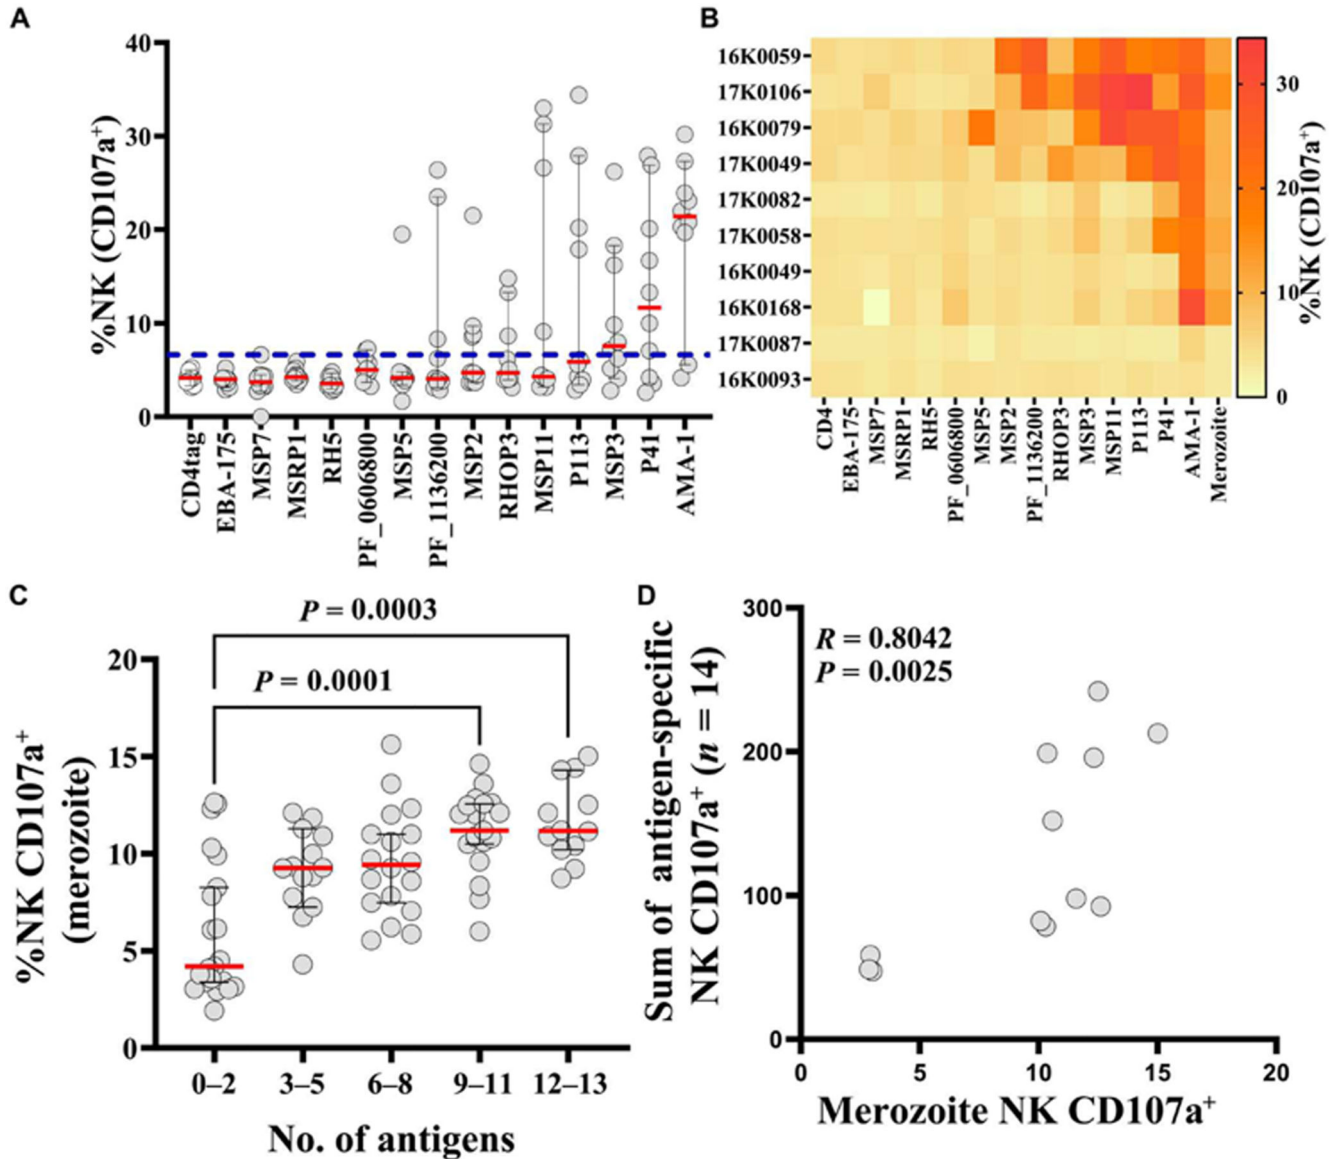 A
%NK (CD107a+)
40
30
20
10
0
CD4tag
EBA-175
MSP7
MSRP1
RH5
PF_0606800
MSP5
PF_1136200
MSP2
RHOP3
MSP11
P113
MSP3
P41
AMA-1
B
16K0059
17K0106
16K0079
17K0049
17K0082
17K0058
16K0049
16K0168
17K0087
16K0093
CD4
EBA-175
MSP7
MSRP1
RH5
PF_0606800
MSP5
MSP2
PF_1136200
RHOP3
MSP3
MSP11
P113
P41
AMA-1
Merozoite
30
20
10
0
%NK (CD107a+)
C
P = 0.0003
P = 0.0001
%NK CD107a+
(merozoite)
20
15
10
5
0
0–2
3–5
6–8
9–11
12–13
No. of antigens
D
Sum of antigen-specific
NK CD107a+ (n = 14)
300
200
100
0
R = 0.8042
P = 0.0025
0
5
10
15
20
Merozoite NK CD107a+